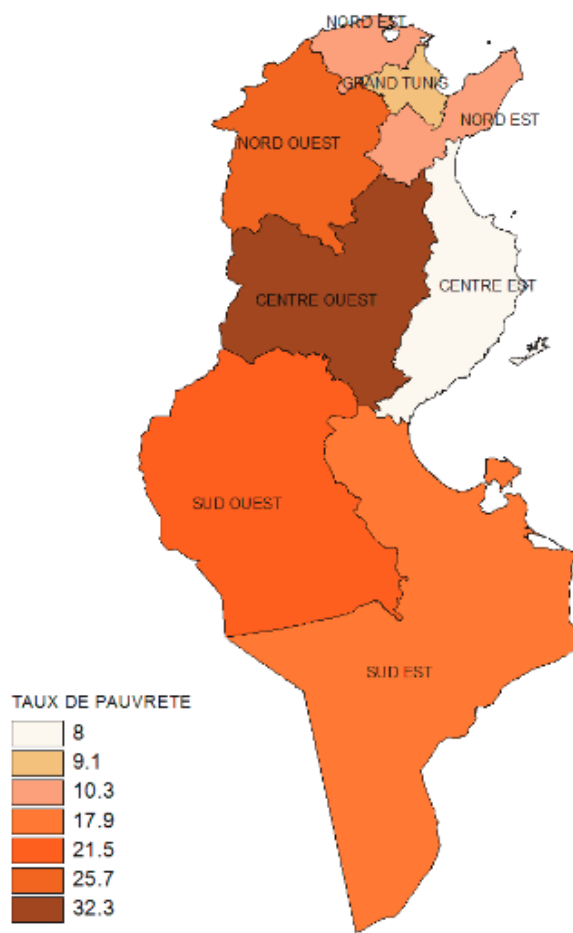 NORD EST
GRAND TUNIS
NORD EST
NORD OUEST
CENTRE EST
CENTRE OUEST
SUD OUEST
SUD EST
TAUX DE PAUVRETE
8
9.1
10.3
17.9
21.5
25.7
32.3